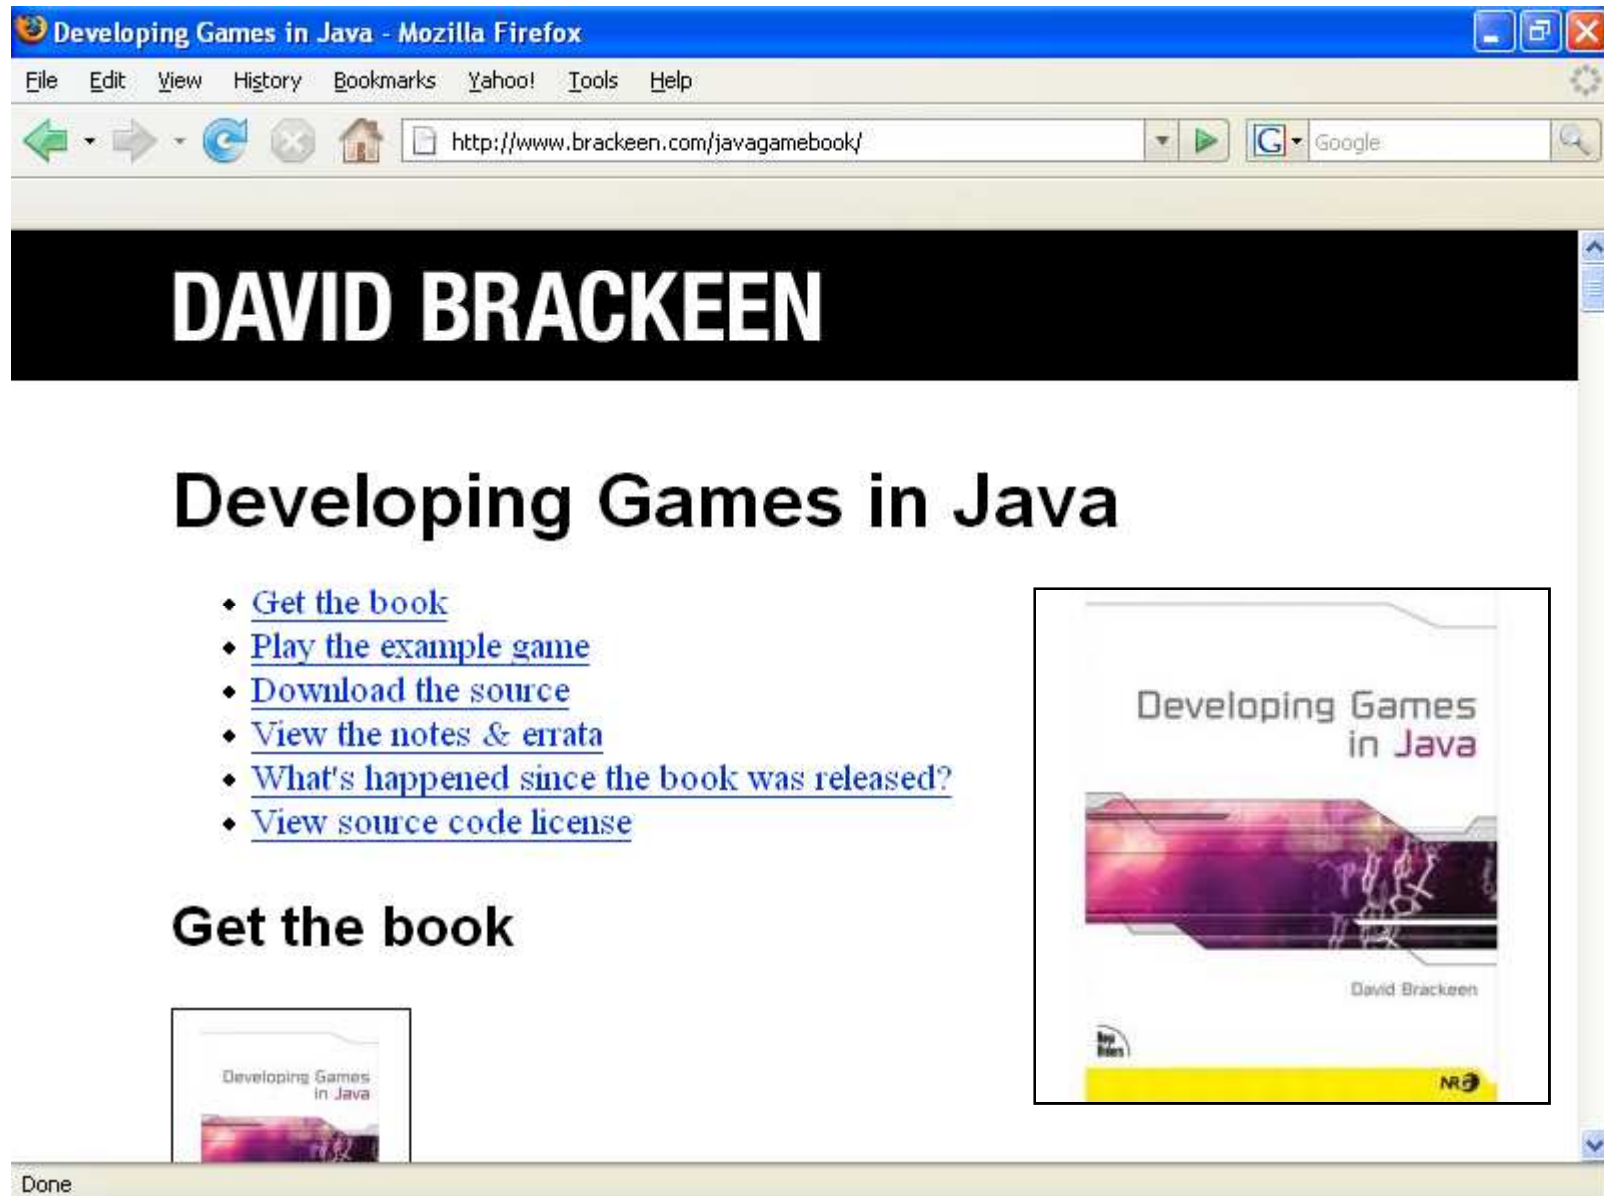 Developing Games in Java - Mozilla Firefox
File Edit View History Bookmarks Yahoo! Tools Help
http://www.brackeen.com/javagamebook/
G Google
DAVID BRACKEEN
Developing Games in Java
Get the book
Play the example game
Download the source
View the notes & errata
What's happened since the book was released?
View source code license
Developing Games
in Java
David Brackeen
New
Riders
NR
Get the book
Developing Games
in Java
Done